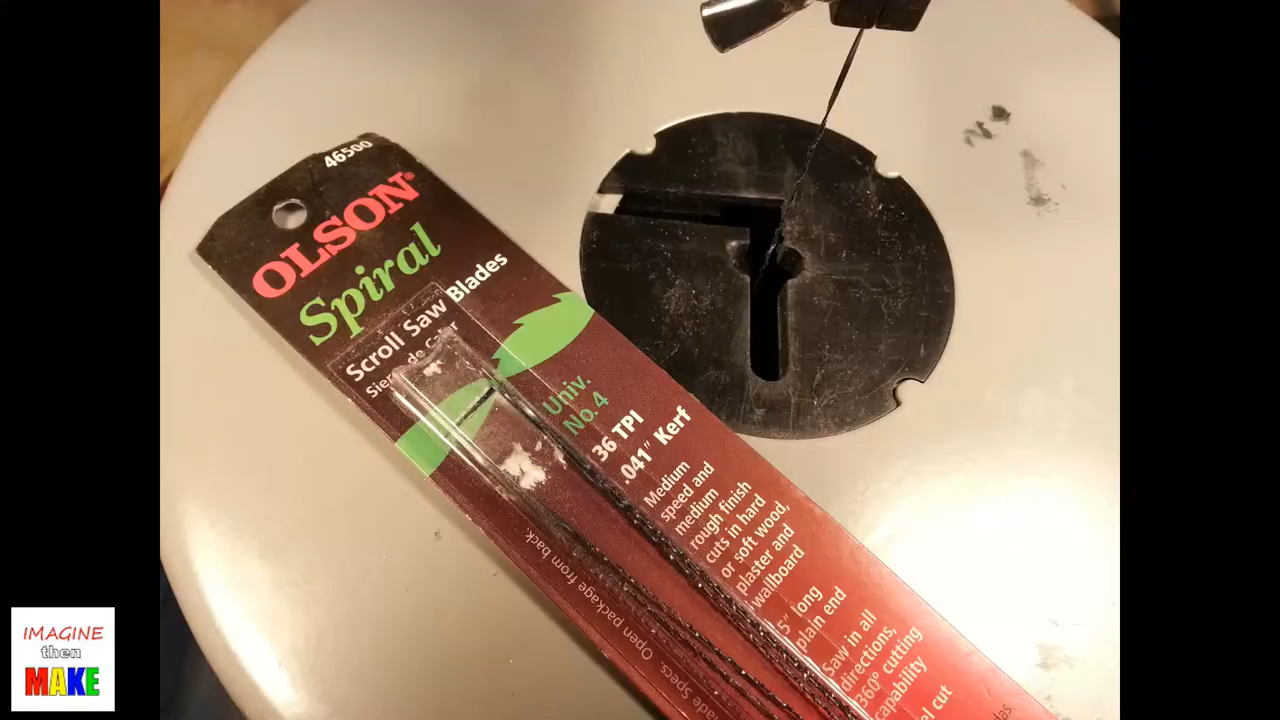 46500
OLSON®
Spiral
Scroll Saw Blades
Univ.
No.4
36 TPI
.041" Kerf
Medium
speed and
medium
rough finish
cuts in hard
or soft wood,
plaster and
wallboard
5" long
plain end
Saw in all
directions,
360° cutting
capability
cut
Open package from back.
Specs.
IMAGINE
then
MAKE